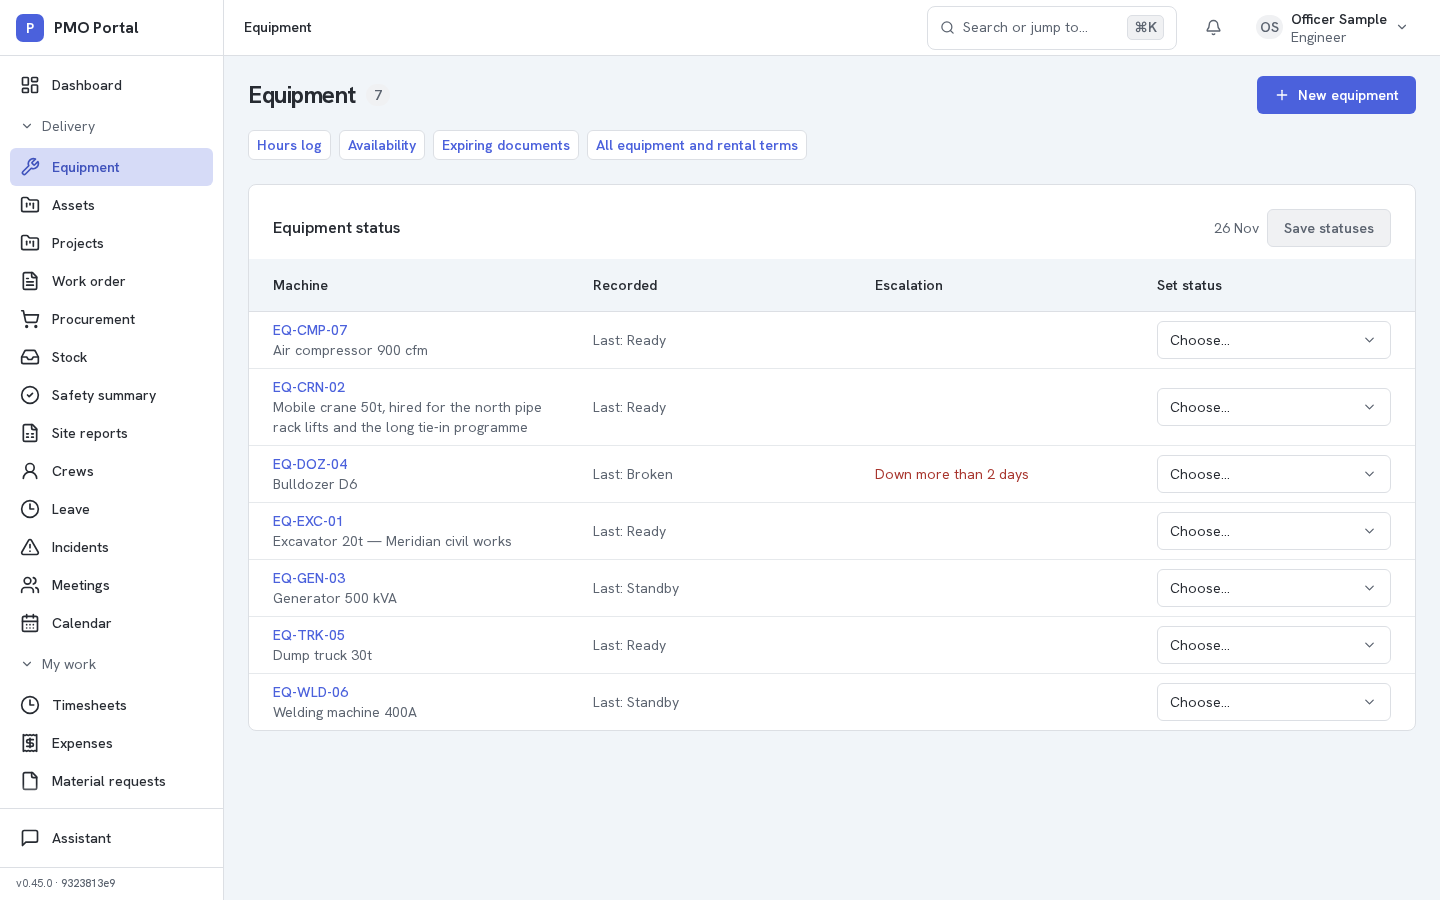 P PMO Portal
Equipment
Search or jump to...
⌘K
OS
Officer Sample
Engineer
Dashboard
Delivery
Equipment
Assets
Projects
Work order
Procurement
Stock
Safety summary
Site reports
Crews
Leave
Incidents
Meetings
Calendar
My work
Timesheets
Expenses
Material requests
Assistant
v0.45.0 · 9323813e9
Equipment 7
New equipment
Hours log
Availability
Expiring documents
All equipment and rental terms
Equipment status
26 Nov
Save statuses
Machine Recorded Escalation Set status
EQ-CMP-07
Air compressor 900 cfm
Last: Ready
Choose...
EQ-CRN-02
Mobile crane 50t, hired for the north pipe
rack lifts and the long tie-in programme
Last: Ready
Choose...
EQ-DOZ-04
Bulldozer D6
Last: Broken
Down more than 2 days
Choose...
EQ-EXC-01
Excavator 20t — Meridian civil works
Last: Ready
Choose...
EQ-GEN-03
Generator 500 kVA
Last: Standby
Choose...
EQ-TRK-05
Dump truck 30t
Last: Ready
Choose...
EQ-WLD-06
Welding machine 400A
Last: Standby
Choose...